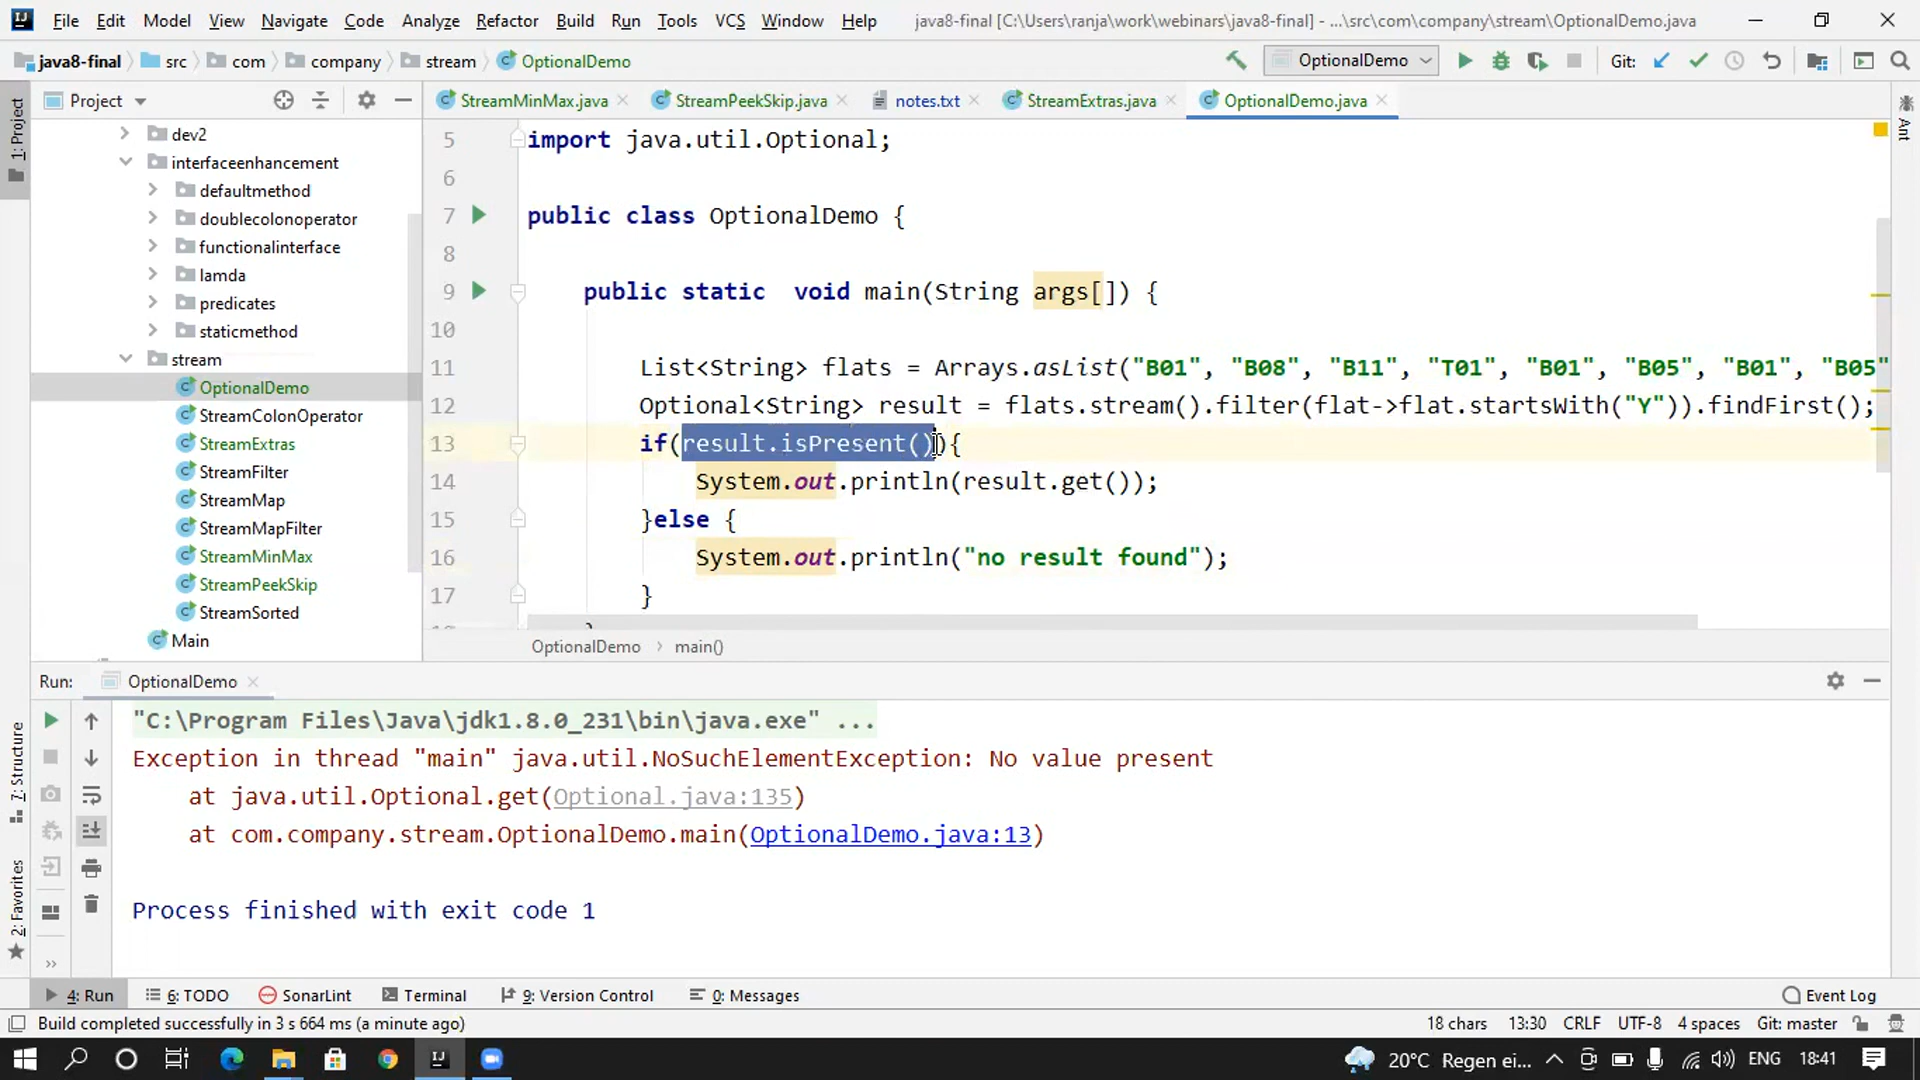 File Edit Model View Navigate Code Analyze Refactor Build Run Tools VCS Window Help java8-final [C:\Users\ranja\work\webinars\java8-final] - ...\src\com\company\stream\OptionalDemo.java
java8-final src com company stream OptionalDemo OptionalDemo Git:
Project StreamMinMax.java StreamPeekSkip.java notes.txt StreamExtras.java OptionalDemo.java
1: Project
Ant
dev2
interfaceenhancement
defaultmethod
doublecolonoperator
functionalinterface
lamda
predicates
staticmethod
stream
OptionalDemo
StreamColonOperator
StreamExtras
StreamFilter
StreamMap
StreamMapFilter
StreamMinMax
StreamPeekSkip
StreamSorted
Main
5 import java.util.Optional;
6
7 public class OptionalDemo {
8
9 public static void main(String args[]) {
10
11 List<String> flats = Arrays.asList("B01", "B08", "B11", "T01", "B01", "B05", "B01", "B05"
12 Optional<String> result = flats.stream().filter(flat->flat.startsWith("Y")).findFirst();
13 if(result.isPresent()){
14 System.out.println(result.get());
15 }else {
16 System.out.println("no result found");
17 }
OptionalDemo main()
Run: OptionalDemo
"C:\Program Files\Java\jdk1.8.0_231\bin\java.exe" ...
Exception in thread "main" java.util.NoSuchElementException: No value present
at java.util.Optional.get(Optional.java:135)
at com.company.stream.OptionalDemo.main(OptionalDemo.java:13)
Process finished with exit code 1
7: Structure
2: Favorites
4: Run 6: TODO SonarLint Terminal 9: Version Control 0: Messages Event Log
Build completed successfully in 3 s 664 ms (a minute ago) 18 chars 13:30 CRLF UTF-8 4 spaces Git: master
20°C Regen ei... ENG 18:41